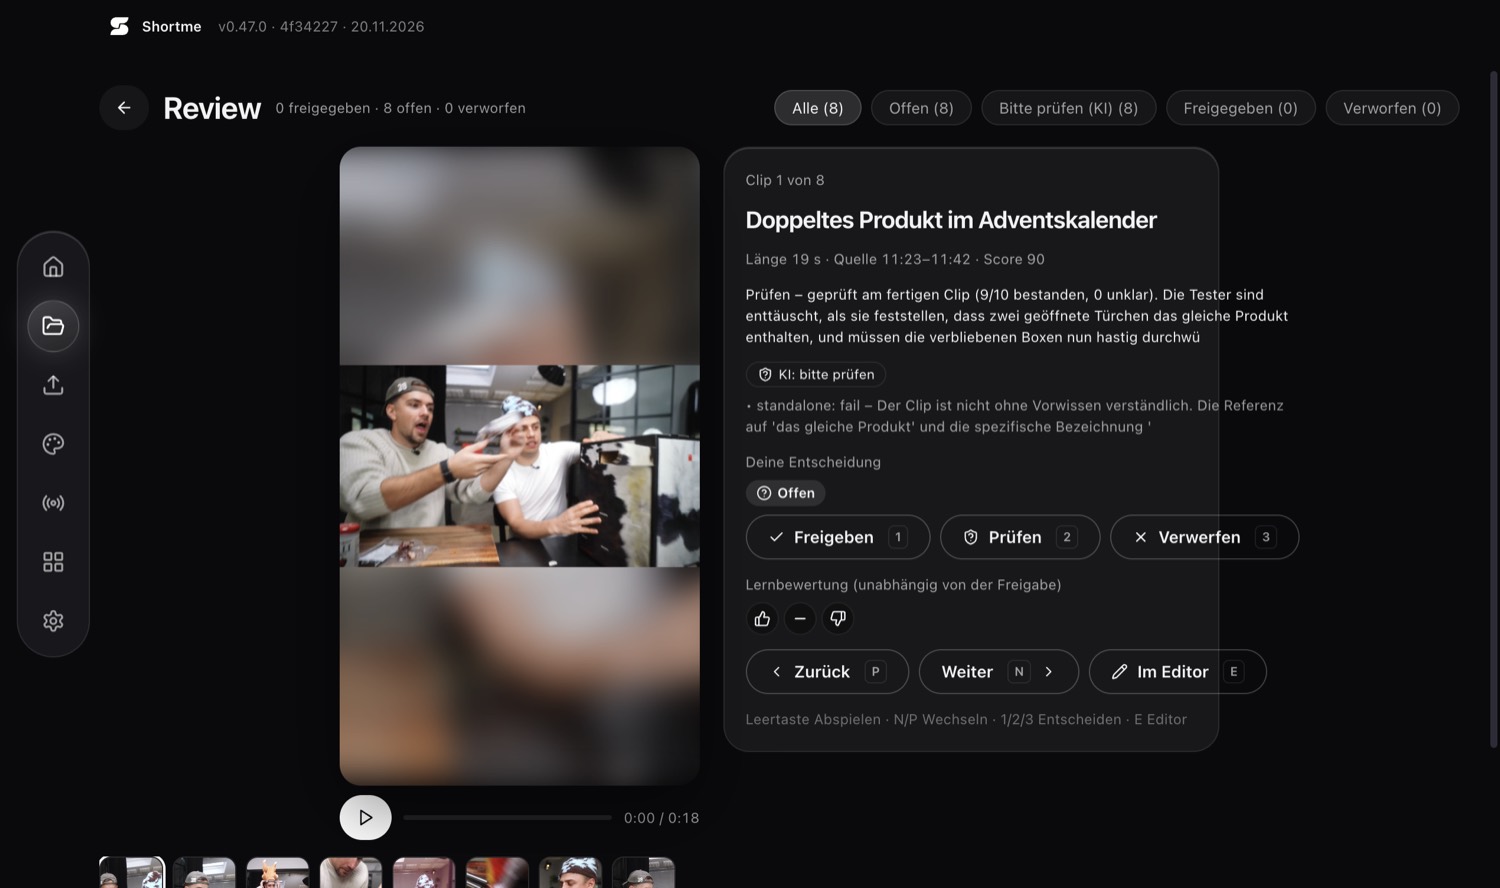 Shortme v0.47.0 · 4f34227 · 20.11.2026
Review 0 freigegeben · 8 offen · 0 verworfen
Alle (8) Offen (8) Bitte prüfen (KI) (8) Freigegeben (0) Verworfen (0)
Clip 1 von 8
Doppeltes Produkt im Adventskalender
Länge 19 s · Quelle 11:23–11:42 · Score 90
Prüfen – geprüft am fertigen Clip (9/10 bestanden, 0 unklar). Die Tester sind
enttäuscht, als sie feststellen, dass zwei geöffnete Türchen das gleiche Produkt
enthalten, und müssen die verbliebenen Boxen nun hastig durchwü
KI: bitte prüfen
• standalone: fail – Der Clip ist nicht ohne Vorwissen verständlich. Die Referenz
auf 'das gleiche Produkt' und die spezifische Bezeichnung '
Deine Entscheidung
Offen
Freigeben 1 Prüfen 2 Verwerfen 3
Lernbewertung (unabhängig von der Freigabe)
Zurück P Weiter N Im Editor E
Leertaste Abspielen · N/P Wechseln · 1/2/3 Entscheiden · E Editor
0:00 / 0:18